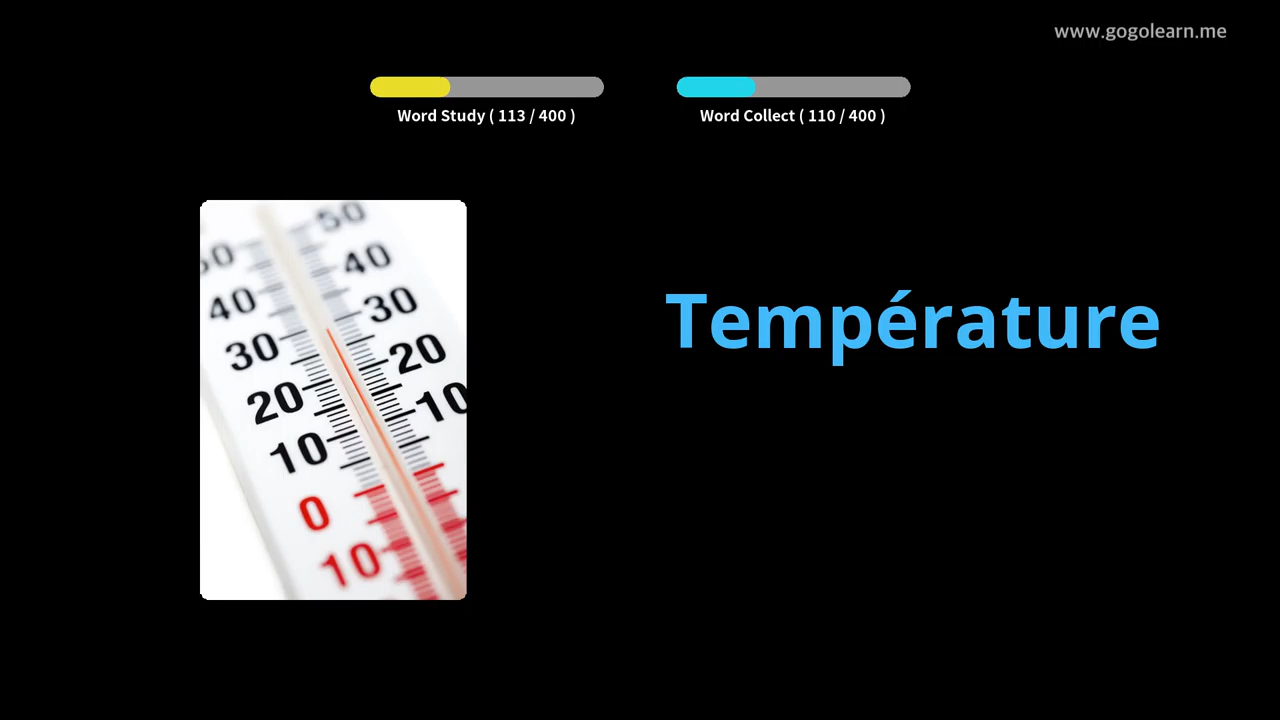 www.gogolearn.me
Word Study ( 113 / 400 )
Word Collect ( 110 / 400 )
Température
50
40 40
30 30
20 20
10 10
0
10